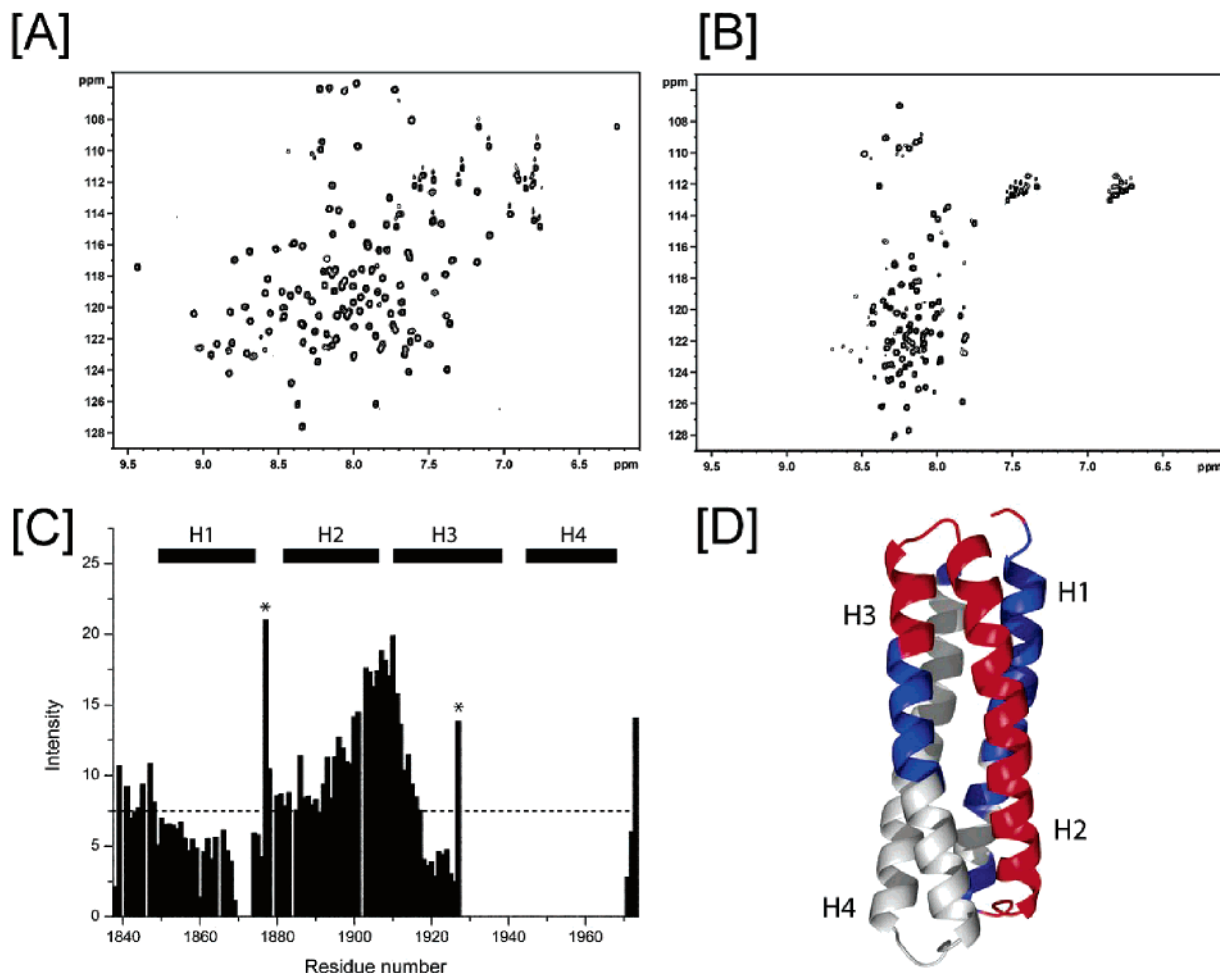 [A]
[B]
ppm
108
110
112
114
116
118
120
122
124
126
128
9.5 9.0 8.5 8.0 7.5 7.0 6.5 ppm
ppm
108
110
112
114
116
118
120
122
124
126
128
9.5 9.0 8.5 8.0 7.5 7.0 6.5 ppm
[C]
H1 H2 H3 H4
25
20
15
10
5
0
* *
Intensity
1840 1860 1880 1900 1920 1940 1960
Residue number
[D]
H3
H1
H2
H4